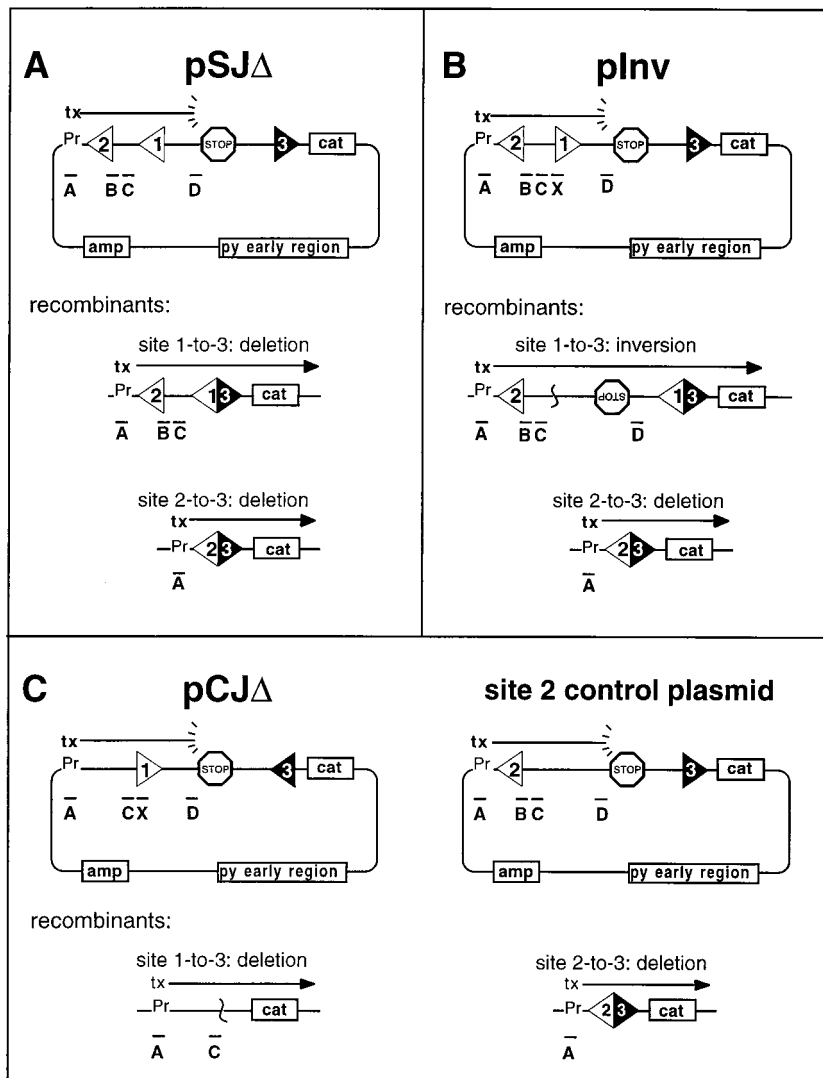 A pSJΔ
tx
Pr 2 1 STOP 3 cat
A B C D
amp py early region
recombinants:
site 1-to-3: deletion
tx
Pr 2 1 3 cat
A B C
site 2-to-3: deletion
tx
Pr 2 3 cat
A
B pInv
tx
Pr 2 1 STOP 3 cat
A B C X D
amp py early region
recombinants:
site 1-to-3: inversion
tx
Pr 2 STOP 1 3 cat
A B C D
site 2-to-3: deletion
tx
Pr 2 3 cat
A
C pCJΔ
tx
Pr 1 STOP 3 cat
A C X D
amp py early region
recombinants:
site 1-to-3: deletion
tx
Pr cat
A C
site 2 control plasmid
tx
Pr 2 STOP 3 cat
A B C D
amp py early region
site 2-to-3: deletion
tx
Pr 2 3 cat
A